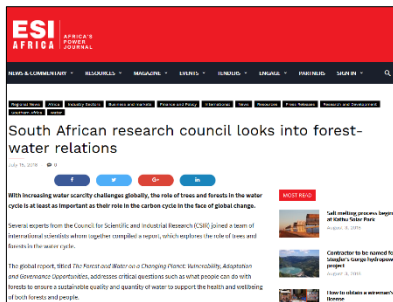 ESI
AFRICA
AFRICA'S
POWER
JOURNAL
NEWS & COMMENTARY RESOURCES MAGAZINE EVENTS TENDERS ENGAGE PARTNERS SIGN IN
Regional News Africa Industry Sectors Business and markets Finance and Policy International News Resources Press Releases Research and Development
Southern Africa Water
South African research council looks into forest-
water relations
July 15, 2018 0
With increasing water scarcity challenges globally, the role of trees and forests in the water
cycle is at least as important as their role in the carbon cycle in the face of global change.
Several experts from the Council for Scientific and Industrial Research (CSIR) joined a team of
international scientists whom together compiled a report, which explores the role of trees and
forests in the water cycle.
The global report, titled The Forest and Water on a Changing Planet: Vulnerability, Adaptation
and Governance Opportunities, addresses critical questions such as what people can do with
forests to ensure a sustainable quality and quantity of water to support the health and wellbeing
of both forests and people.
MOST READ
Salt melting process begins
at Kathu Solar Park
August 3, 2018
Contractor to be named for
Stiegler's Gorge hydropower
project
August 3, 2018
How to obtain a wireman's
license